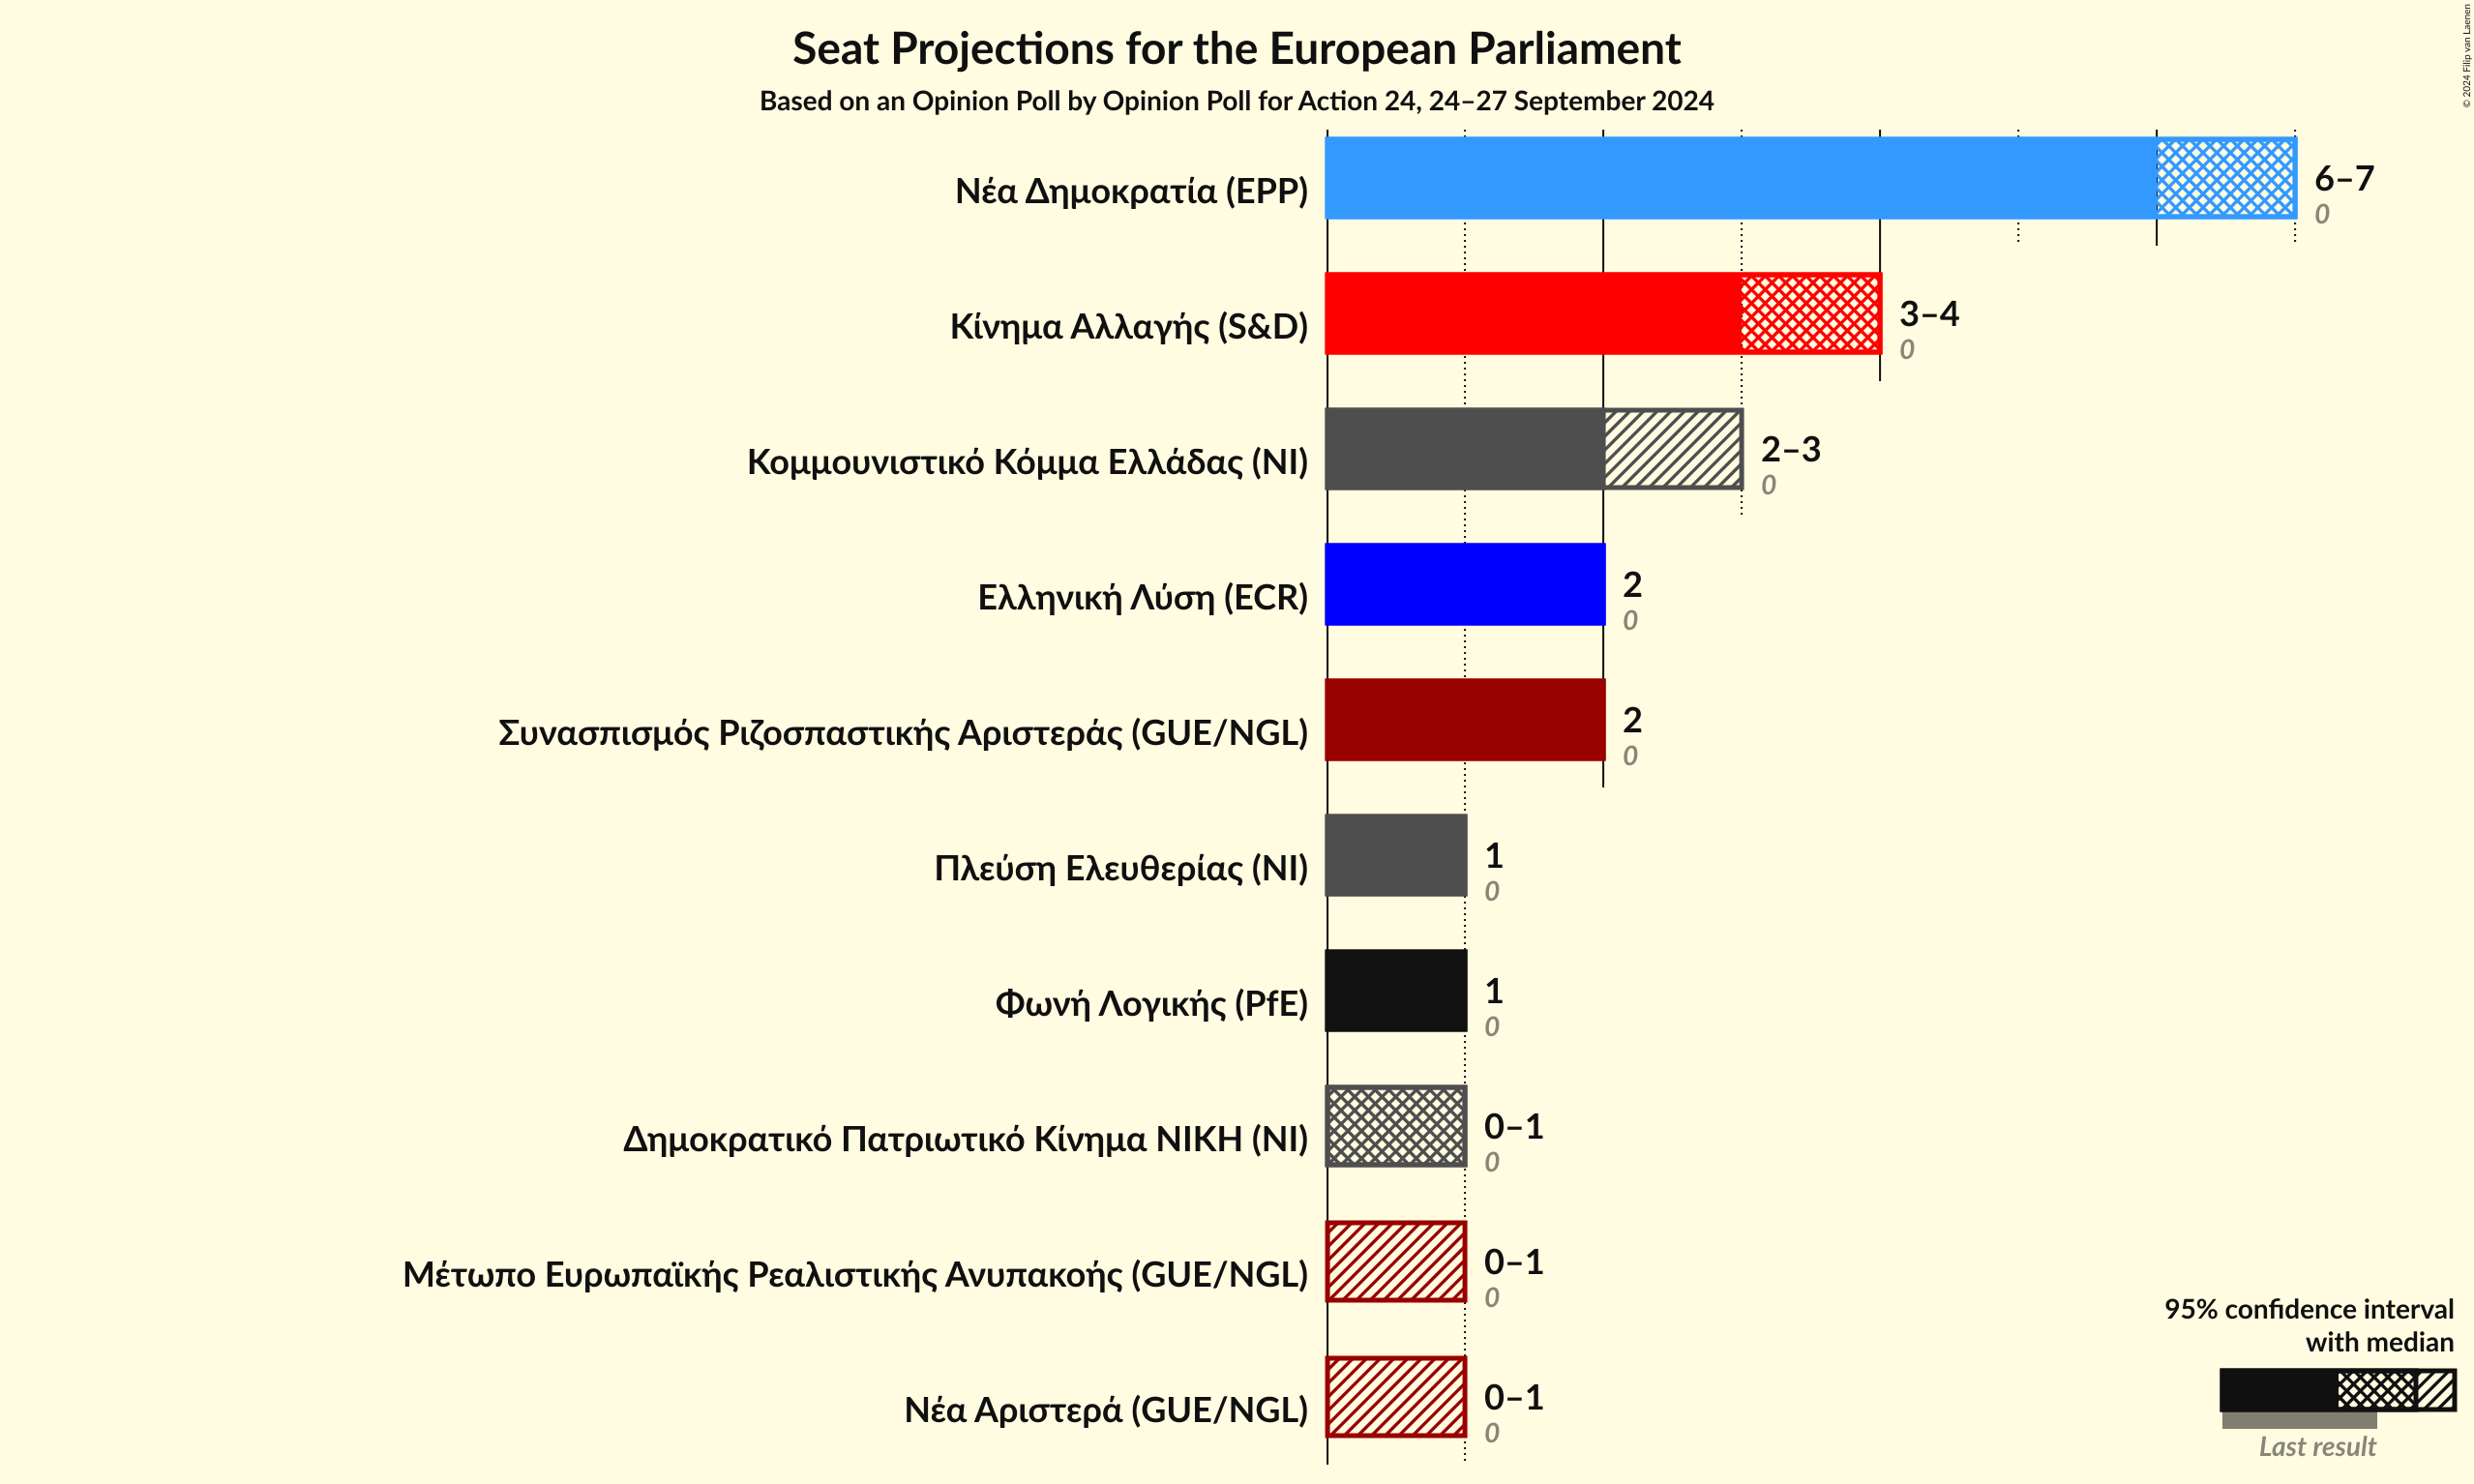 Seat Projections for the European Parliament
Based on an Opinion Poll by Opinion Poll for Action 24, 24–27 September 2024
© 2024 Filip van Laenen
Νέα Δημοκρατία (EPP)
6–7
0
Κίνημα Αλλαγής (S&D)
3–4
0
Κομμουνιστικό Κόμμα Ελλάδας (NI)
2–3
0
Ελληνική Λύση (ECR)
2
0
Συνασπισμός Ριζοσπαστικής Αριστεράς (GUE/NGL)
2
0
Πλεύση Ελευθερίας (NI)
1
0
Φωνή Λογικής (PfE)
1
0
Δημοκρατικό Πατριωτικό Κίνημα ΝΙΚΗ (NI)
0–1
0
Μέτωπο Ευρωπαϊκής Ρεαλιστικής Ανυπακοής (GUE/NGL)
0–1
0
Νέα Αριστερά (GUE/NGL)
0–1
0
95% confidence interval
with median
Last result